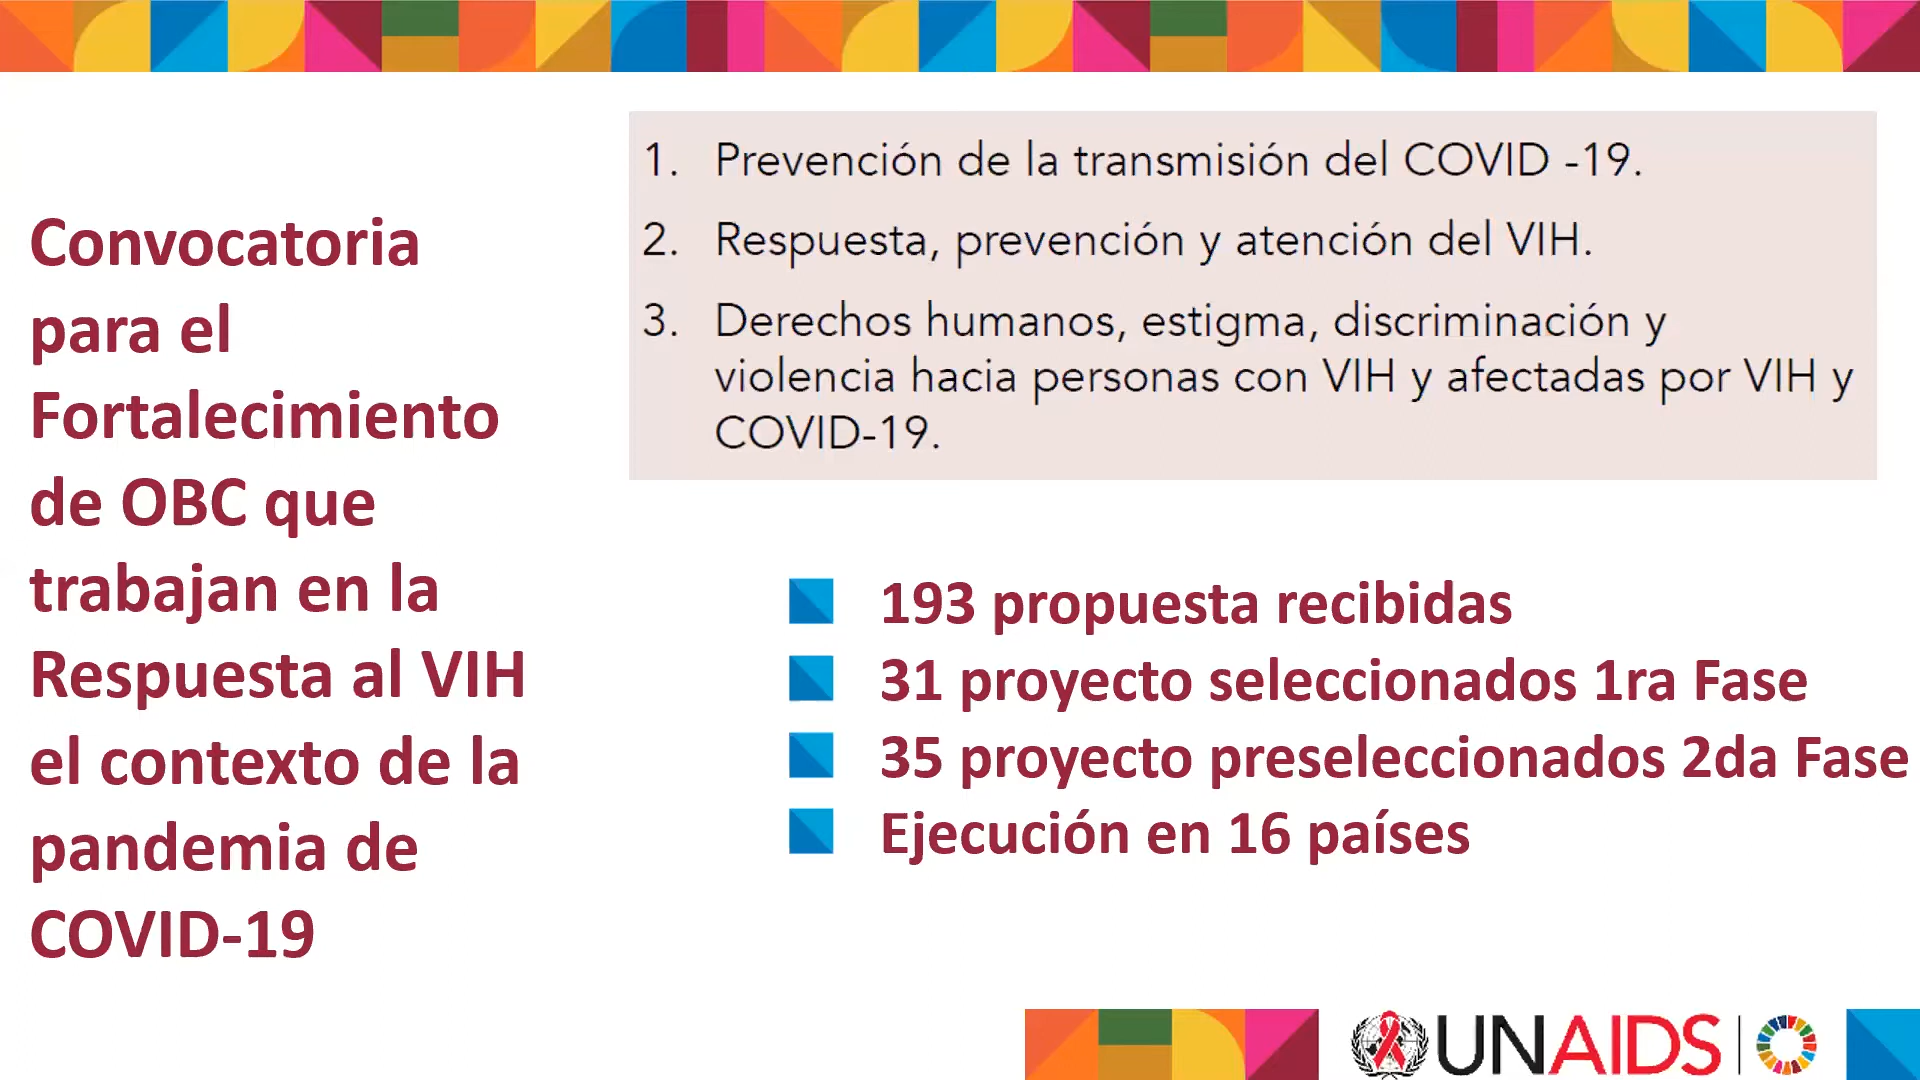 Convocatoria
para el
Fortalecimiento
de OBC que
trabajan en la
Respuesta al VIH
el contexto de la
pandemia de
COVID-19
1. Prevención de la transmisión del COVID -19.
2. Respuesta, prevención y atención del VIH.
3. Derechos humanos, estigma, discriminación y
violencia hacia personas con VIH y afectadas por VIH y
COVID-19.
193 propuesta recibidas
31 proyecto seleccionados 1ra Fase
35 proyecto preseleccionados 2da Fase
Ejecución en 16 países
UNAIDS